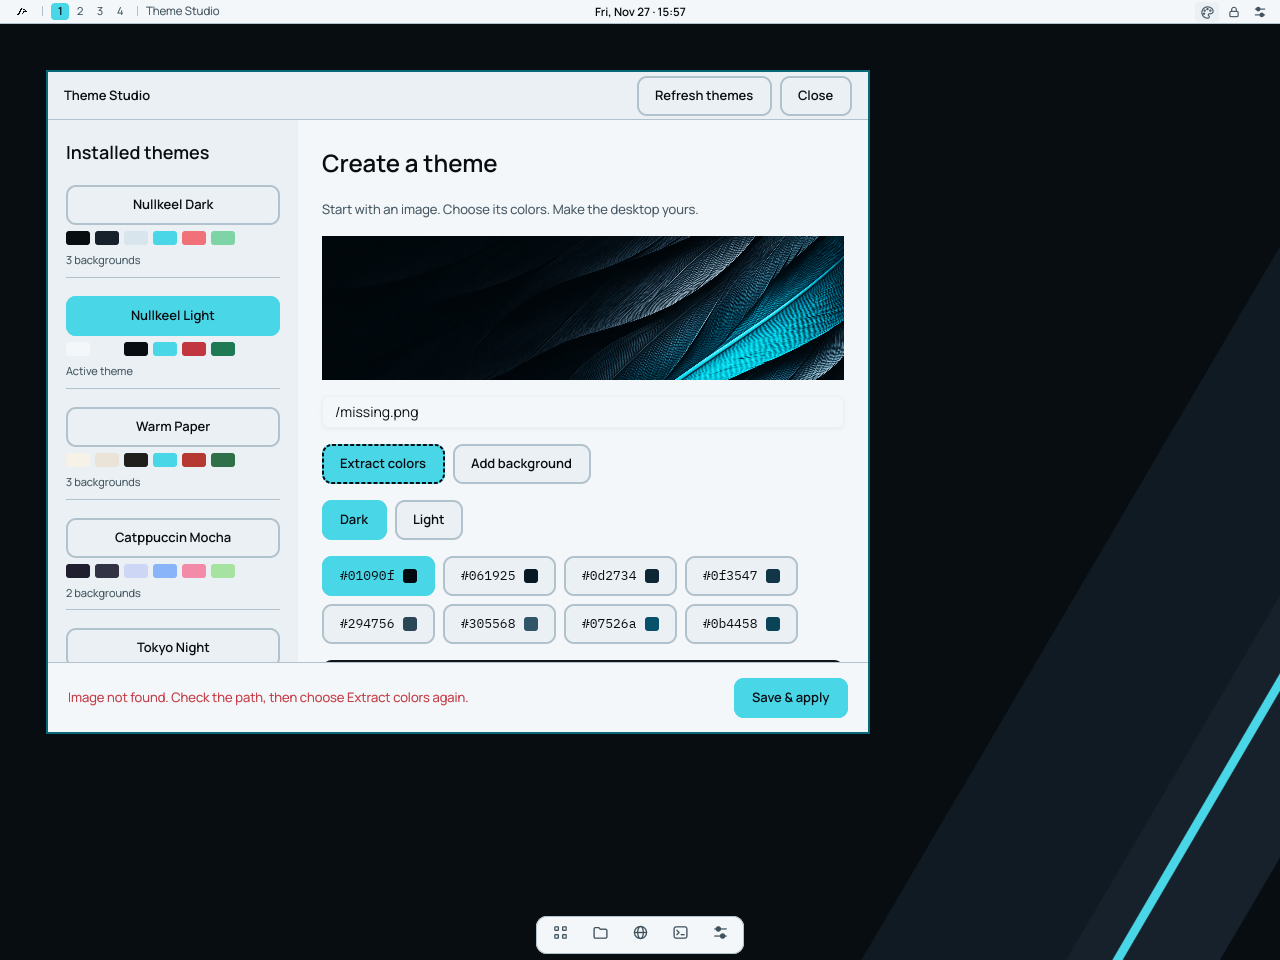 1 2 3 4 Theme Studio
Fri, Nov 27 · 15:57
Theme Studio
Refresh themes
Close
Installed themes
Nullkeel Dark
3 backgrounds
Nullkeel Light
Active theme
Warm Paper
3 backgrounds
Catppuccin Mocha
2 backgrounds
Tokyo Night
Create a theme
Start with an image. Choose its colors. Make the desktop yours.
/missing.png
Extract colors
Add background
Dark
Light
#01090f
#061925
#0d2734
#0f3547
#294756
#305568
#07526a
#0b4458
Image not found. Check the path, then choose Extract colors again.
Save & apply